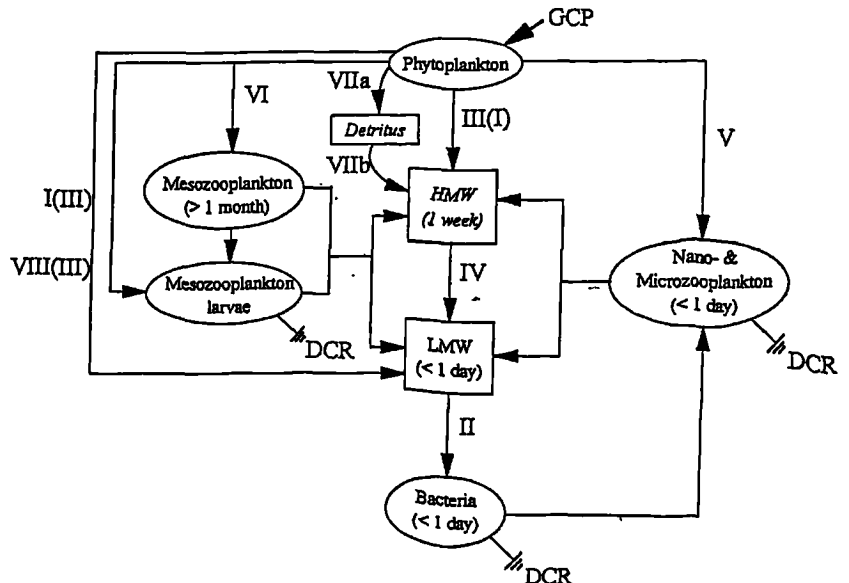 GCP
Phytoplankton
VIIa
VI
III(I)
Detritus
V
VIIb
Mesozooplankton
(> 1 month)
HMW
(1 week)
I(III)
Nano- &
Microzooplankton
(< 1 day)
VIII(III)
IV
Mesozooplankton
larvae
DCR
LMW
(< 1 day)
DCR
II
Bacteria
(< 1 day)
DCR